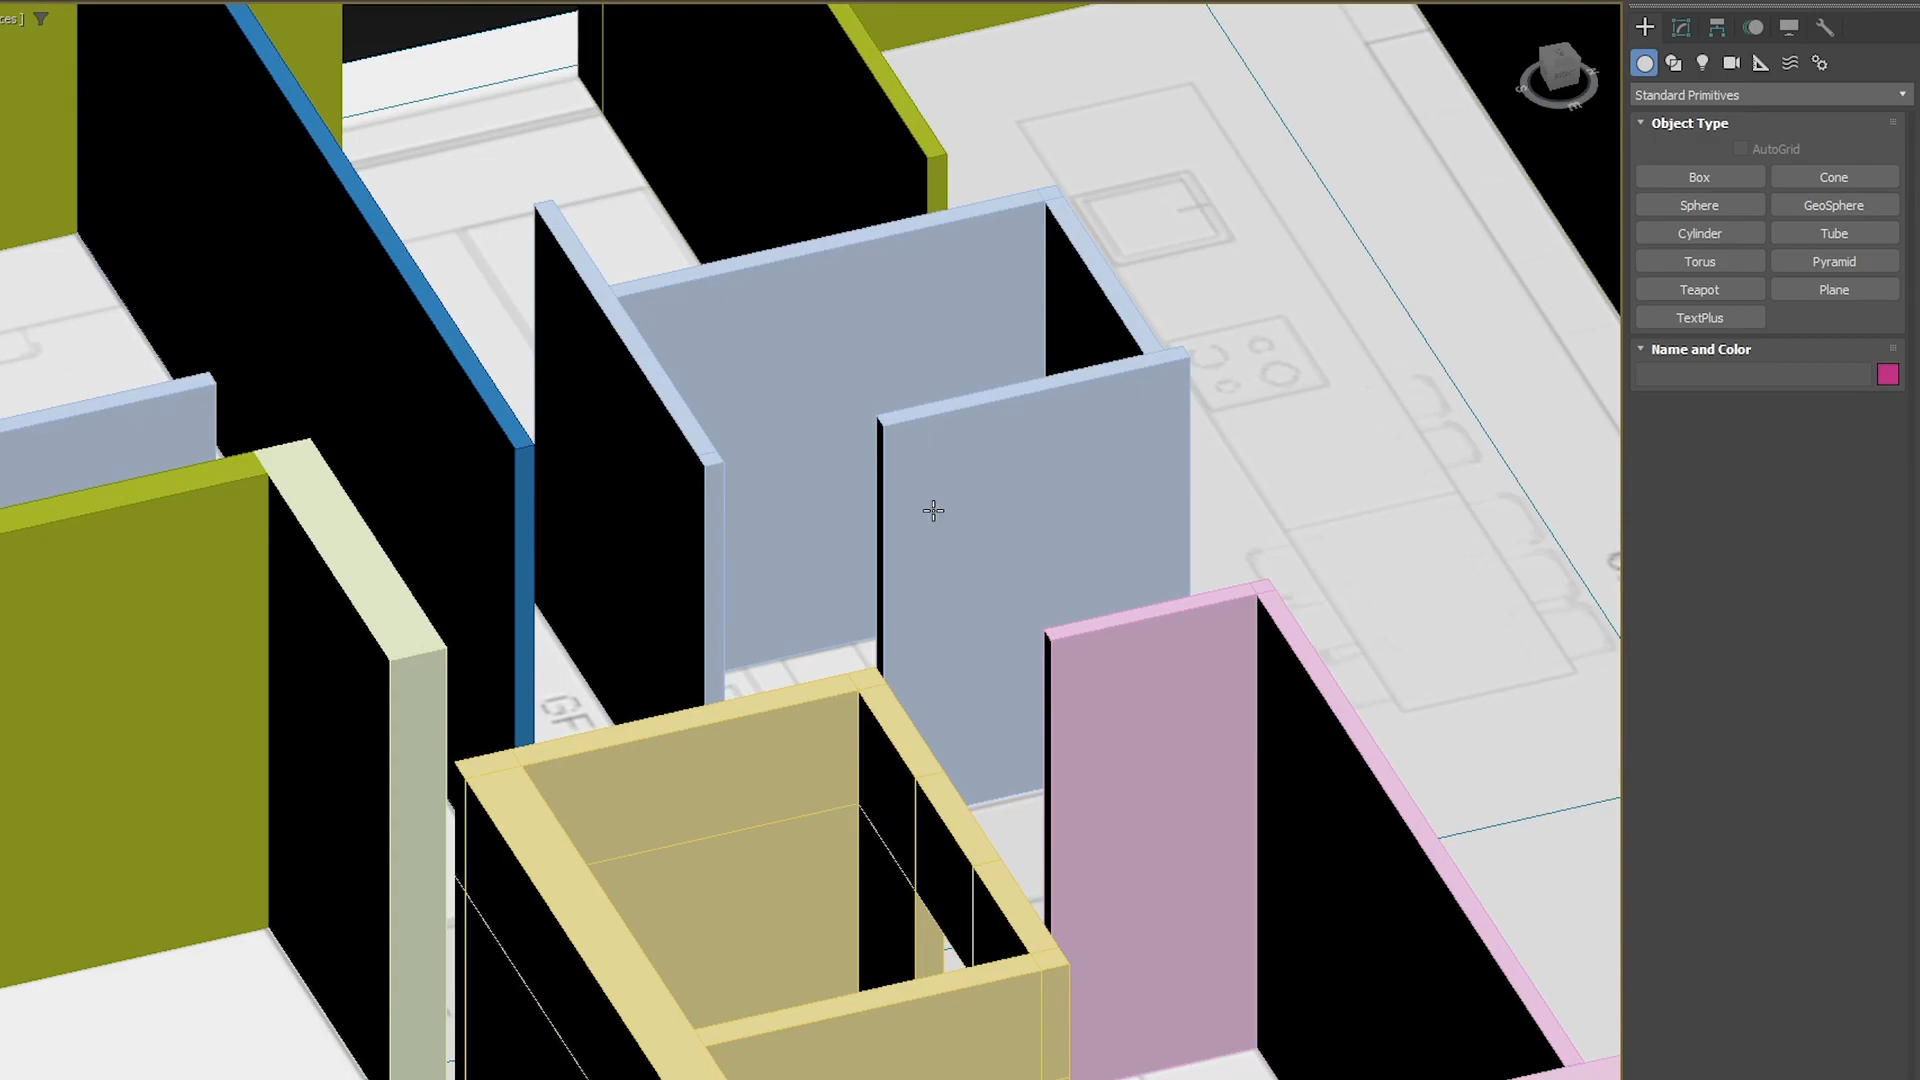 ces ]
Standard Primitives
Object Type
AutoGrid
Box
Cone
Sphere
GeoSphere
Cylinder
Tube
Torus
Pyramid
Teapot
Plane
TextPlus
Name and Color
S
E
GF